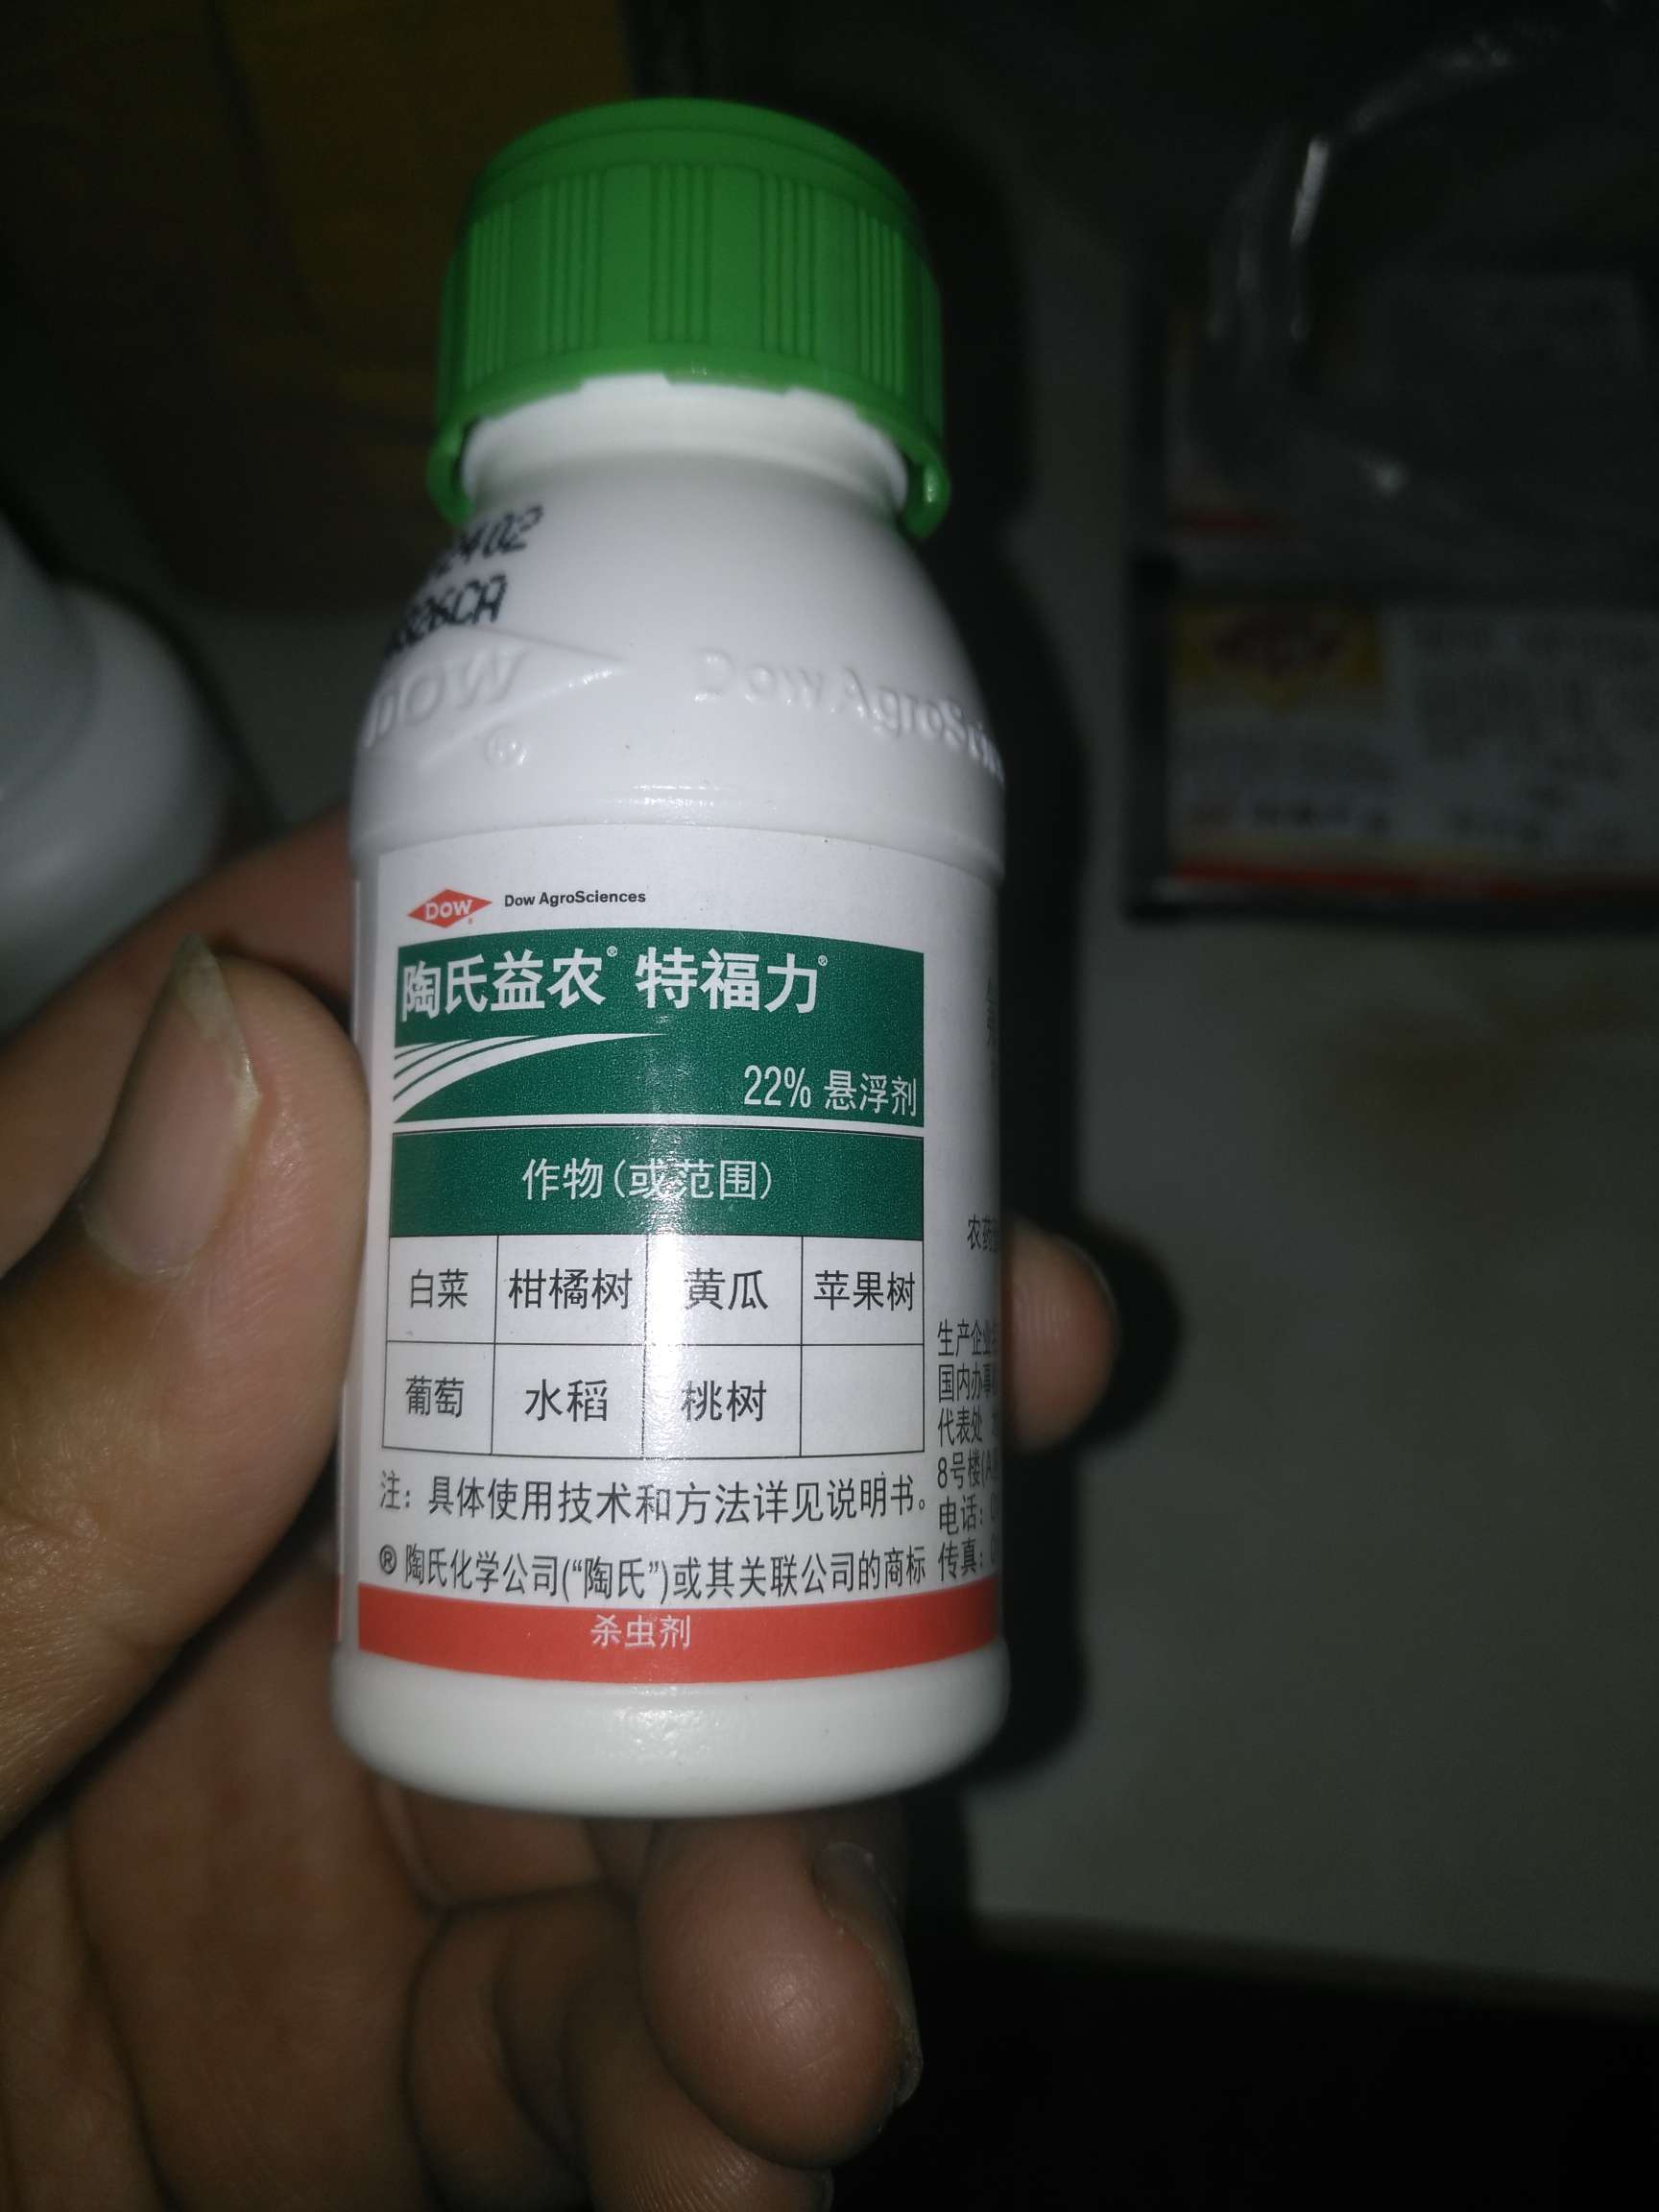 2402
326CA
DOW
®
DowAgroSci
DOW
Dow AgroSciences
陶氏益农® 特福力®
22% 悬浮剂
作物(或范围)
白菜 柑橘树 黄瓜 苹果树
葡萄 水稻 桃树
注：具体使用技术和方法详见说明书。
® 陶氏化学公司(“陶氏”)或其关联公司的商标
杀虫剂
农药
生产企业
国内办事
代表处
8号楼(A
电话：
传真：